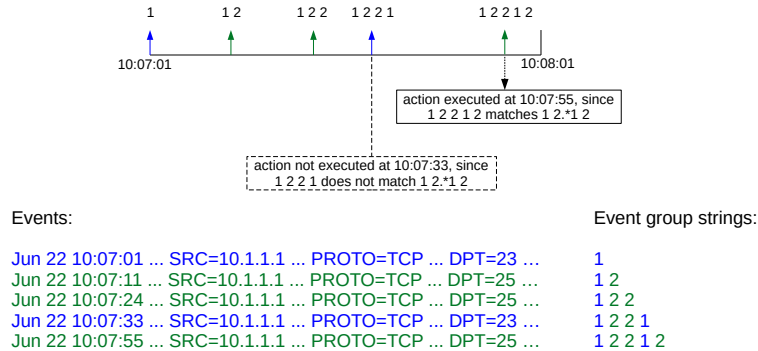 1 1 2 1 2 2 1 2 2 1 1 2 2 1 2
10:07:01 10:08:01
action executed at 10:07:55, since
1 2 2 1 2 matches 1 2.*1 2
action not executed at 10:07:33, since
1 2 2 1 does not match 1 2.*1 2
Events: Event group strings:
Jun 22 10:07:01 ... SRC=10.1.1.1 ... PROTO=TCP ... DPT=23 ... 1
Jun 22 10:07:11 ... SRC=10.1.1.1 ... PROTO=TCP ... DPT=25 ... 1 2
Jun 22 10:07:24 ... SRC=10.1.1.1 ... PROTO=TCP ... DPT=25 ... 1 2 2
Jun 22 10:07:33 ... SRC=10.1.1.1 ... PROTO=TCP ... DPT=23 ... 1 2 2 1
Jun 22 10:07:55 ... SRC=10.1.1.1 ... PROTO=TCP ... DPT=25 ... 1 2 2 1 2